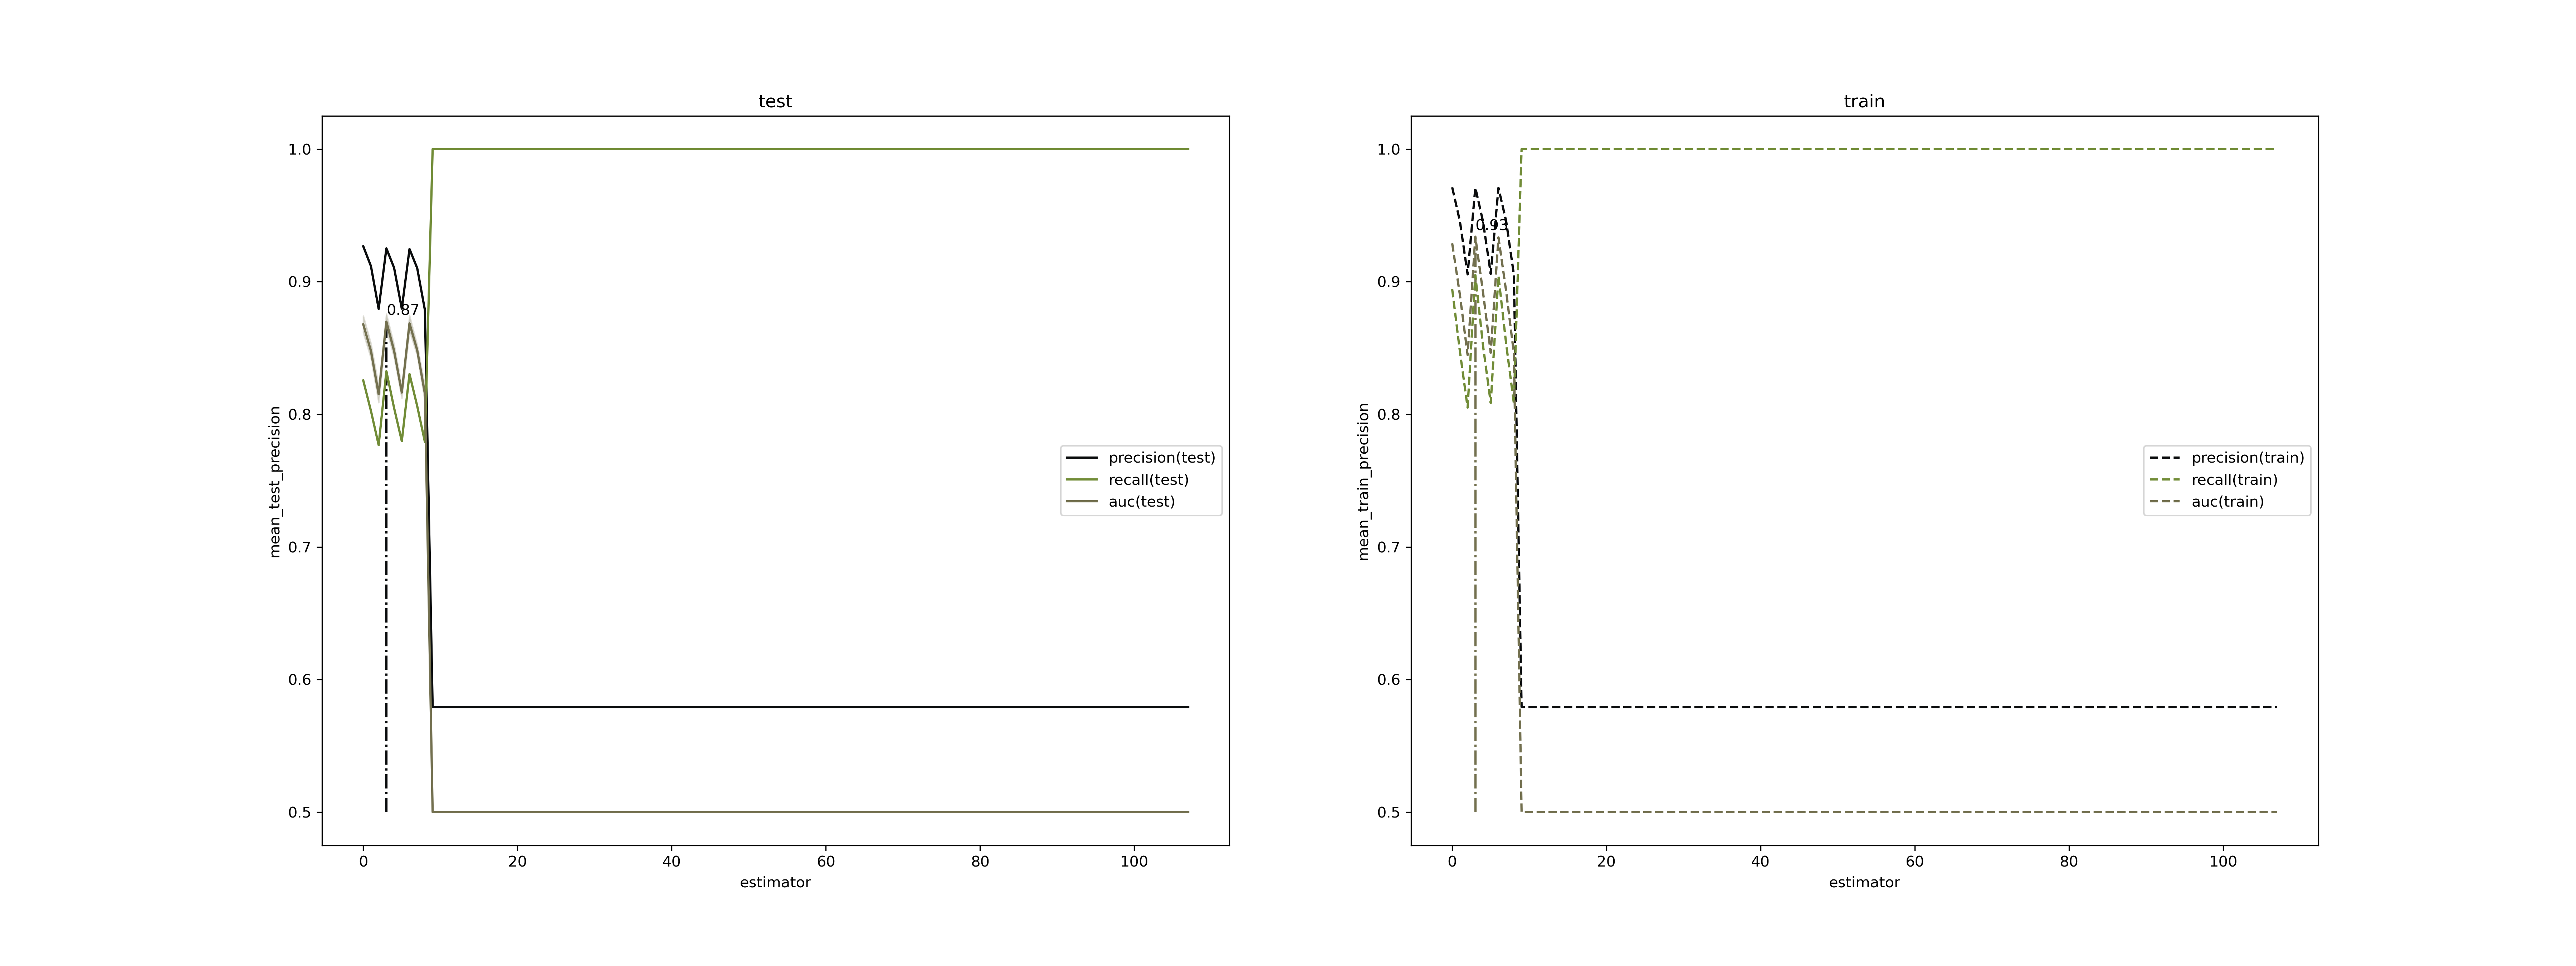 test
1.0
0.9
0.8
0.7
0.6
0.5
mean_test_precision
0.87
precision(test)
recall(test)
auc(test)
0 20 40 60 80 100
estimator
train
1.0
0.9
0.8
0.7
0.6
0.5
mean_train_precision
0.93
precision(train)
recall(train)
auc(train)
0 20 40 60 80 100
estimator